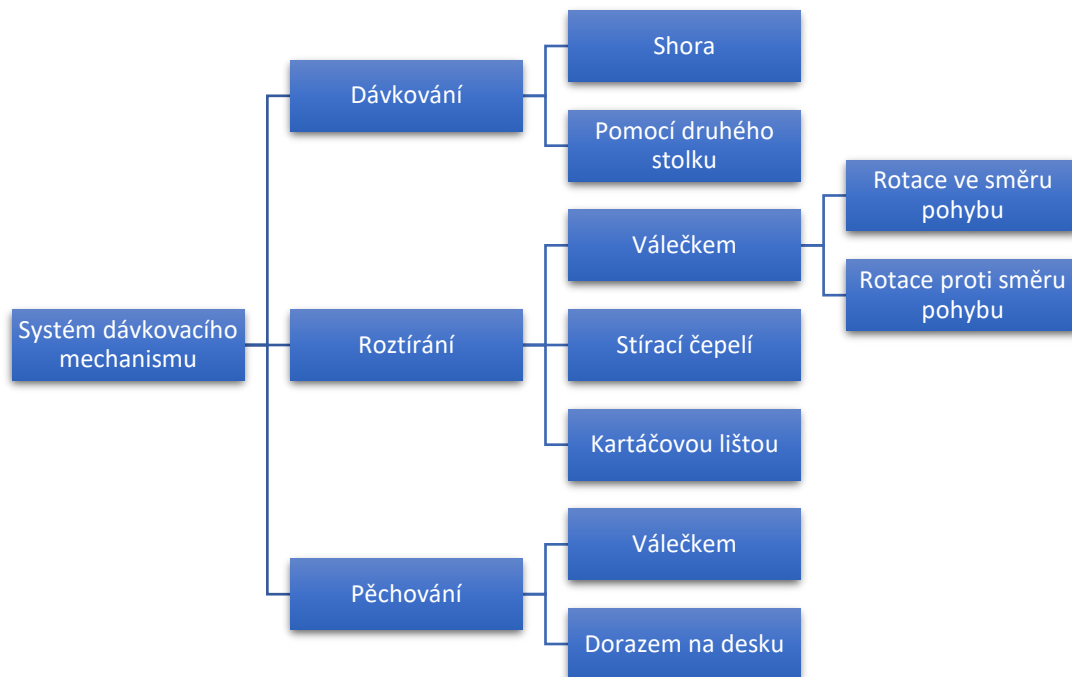 Shora
Dávkování
Pomocí druhého
stolku
Rotace ve směru
pohybu
Válečkem
Rotace proti směru
pohybu
Systém dávkovacího
mechanismu
Roztírání
Stírací čepelí
Kartáčovou lištou
Válečkem
Pěchování
Dorazem na desku